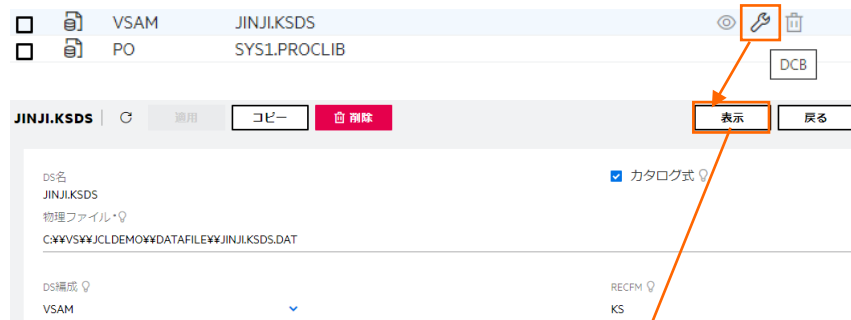 VSAM JINJI.KSDS
PO SYS1.PROCLIB
DCB
JINJI.KSDS 適用 コピー 削除 表示 戻る
DS名 カタログ式
JINJI.KSDS
物理ファイル*
C:¥¥VS¥¥JCLDEMO¥¥DATAFILE¥¥JINJI.KSDS.DAT
DS編成 RECFM
VSAM KS